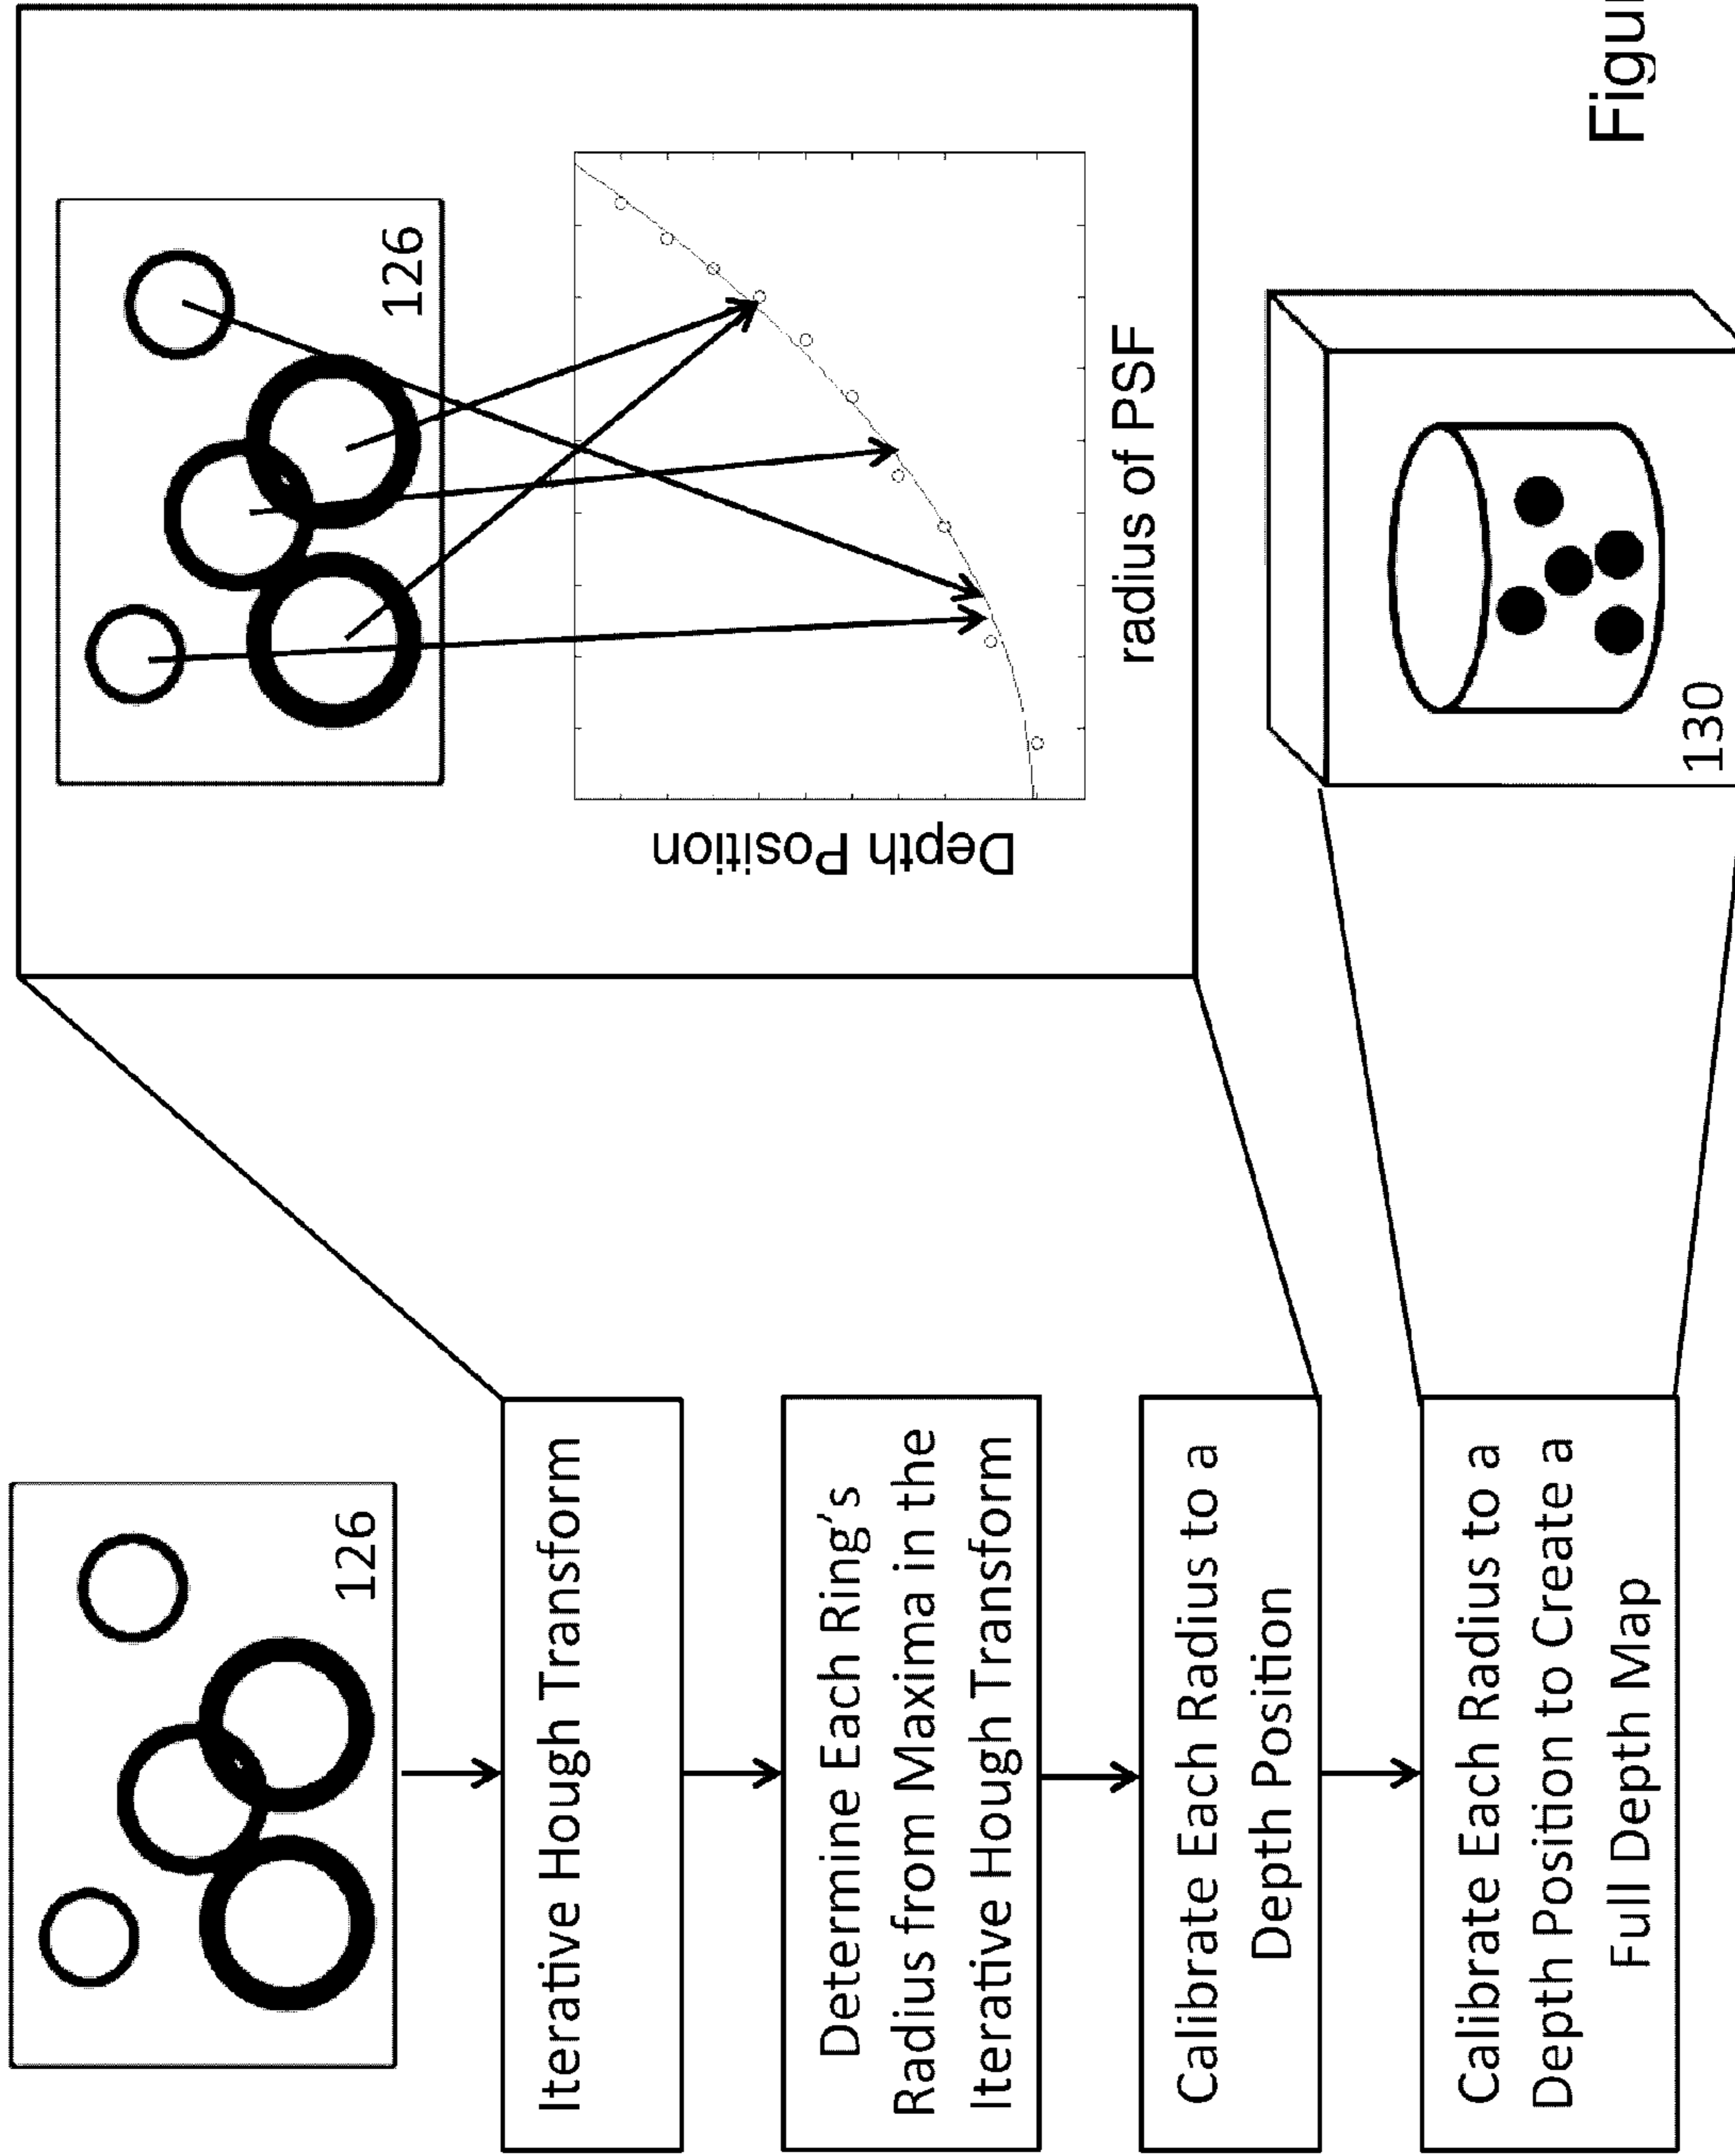 126
Iterative Hough Transform
Determine Each Ring's
Radius from Maxima in the
Iterative Hough Transform
Calibrate Each Radius to a
Depth Position
Calibrate Each Radius to a
Depth Position to Create a
Full Depth Map
126
Depth Position
radius of PSF
130